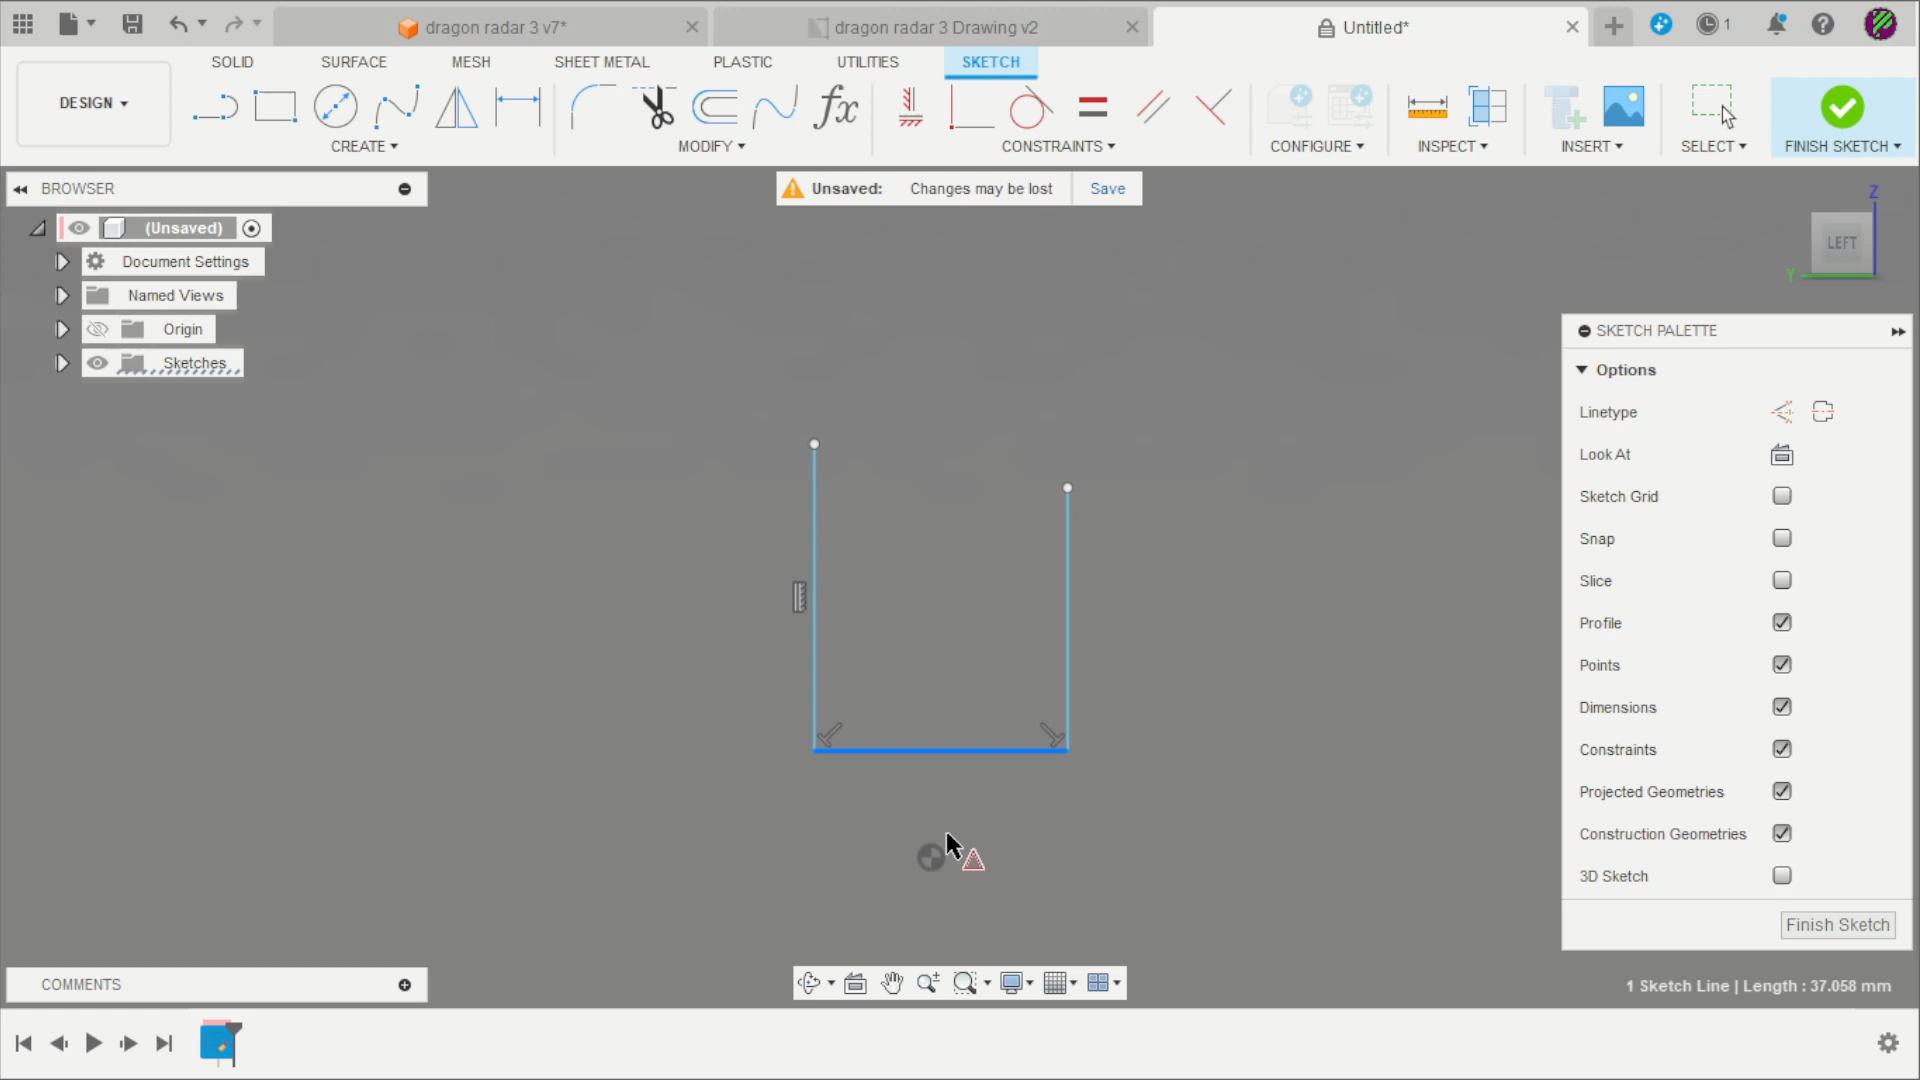 dragon radar 3 v7*
dragon radar 3 Drawing v2
Untitled*
1
SOLID
SURFACE
MESH
SHEET METAL
PLASTIC
UTILITIES
SKETCH
DESIGN
fx
CREATE
MODIFY
CONSTRAINTS
CONFIGURE
INSPECT
INSERT
SELECT
FINISH SKETCH
BROWSER
Unsaved: Changes may be lost Save
(Unsaved)
Document Settings
Named Views
Origin
Sketches
Z
LEFT
Y
SKETCH PALETTE
Options
Linetype
Look At
Sketch Grid
Snap
Slice
Profile
Points
Dimensions
Constraints
Projected Geometries
Construction Geometries
3D Sketch
Finish Sketch
COMMENTS
1 Sketch Line | Length : 37.058 mm